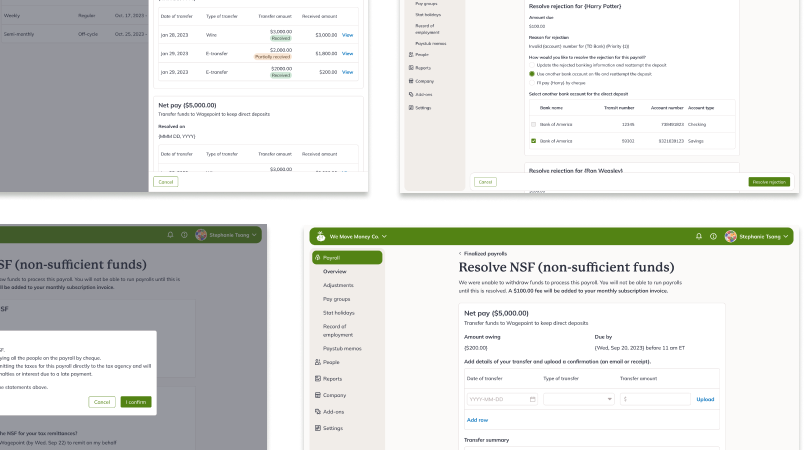 Weekly Regular Oct. 17, 2023 -
Semi-monthly Off-cycle Oct. 25, 2023 -
Date of transfer Type of transfer Transfer amount Received amount
Jan 28, 2023 Wire $3,000.00 $3,000.00 View
Received
Jan 29, 2023 E-transfer $2,000.00 $1,800.00 View
Partially received
Jan 29, 2023 E-transfer $2000.00 $200.00 View
Received
Net pay ($5,000.00)
Transfer funds to Wagepoint to keep direct deposits
Resolved on
{MMM DD, YYYY}
Date of transfer Type of transfer Transfer amount Received amount
$3,000.00
Cancel
Pay groups
Stat holidays
Record of
employment
Paystub memos
People
Reports
Company
Add-ons
Settings
Resolve rejection for {Harry Potter}
Amount due
$100.00
Reason for rejection
Invalid {account} number for {TD Bank} {Priority (1)}
How would you like to resolve the rejection for this payroll?
Update the rejected banking information and reattempt the deposit
Use another bank account on file and reattempt the deposit.
I'll pay {Harry} by cheque.
Select another bank account for the direct deposit
Bank name Transit number Account number Account type
Bank of America 12345 Checking
Bank of America Savings
Resolve rejection for {Ron Weasley}
Cancel Resolve rejection
Stephanie Tsang
SF (non-sufficient funds)
raw funds to process this payroll. You will not be able to run payrolls until this is
ill be added to your monthly subscription invoice.
SF
SF.
ying all the people on the payroll by cheque.
mitting the taxes for this payroll directly to the tax agency and will
nalties or interest due to a late payment.
he statements above.
Cancel I confirm
he NSF for your tax remittances?
Wagepoint (by Wed, Sep 22) to remit on my behalf
We Move Money Co. Stephanie Tsang
Payroll
Overview
Adjustments
Pay groups
Stat holidays
Record of
employment
Paystub memos
People
Reports
Company
Add-ons
Settings
< Finalized payrolls
Resolve NSF (non-sufficient funds)
We were unable to withdraw funds to process this payroll. You will not be able to run payrolls
until this is resolved. A $100.00 fee will be added to your monthly subscription invoice.
Net pay ($5,000.00)
Transfer funds to Wagepoint to keep direct deposits
Amount owing Due by
($200.00) (Wed, Sep 20, 2023) before 11 am ET
Add details of your transfer and upload a confirmation (an email or receipt).
Date of transfer Type of transfer Transfer amount
YYYY-MM-DD $ Upload
Add row
Transfer summary